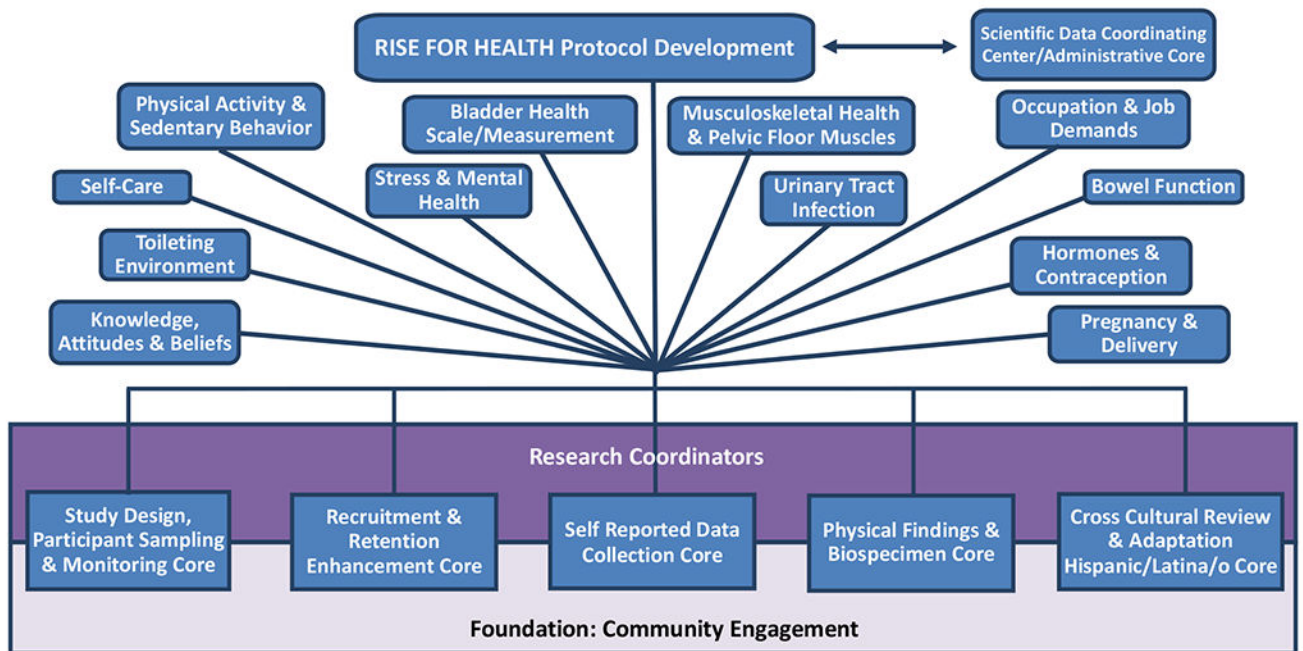 RISE FOR HEALTH Protocol Development
Scientific Data Coordinating
Center/Administrative Core
Physical Activity &
Sedentary Behavior
Bladder Health
Scale/Measurement
Musculoskeletal Health
& Pelvic Floor Muscles
Occupation & Job
Demands
Self-Care
Stress & Mental
Health
Urinary Tract
Infection
Bowel Function
Toileting
Environment
Hormones &
Contraception
Knowledge,
Attitudes & Beliefs
Pregnancy &
Delivery
Research Coordinators
Study Design,
Participant Sampling
& Monitoring Core
Recruitment &
Retention
Enhancement Core
Self Reported Data
Collection Core
Physical Findings &
Biospecimen Core
Cross Cultural Review
& Adaptation
Hispanic/Latina/o Core
Foundation: Community Engagement